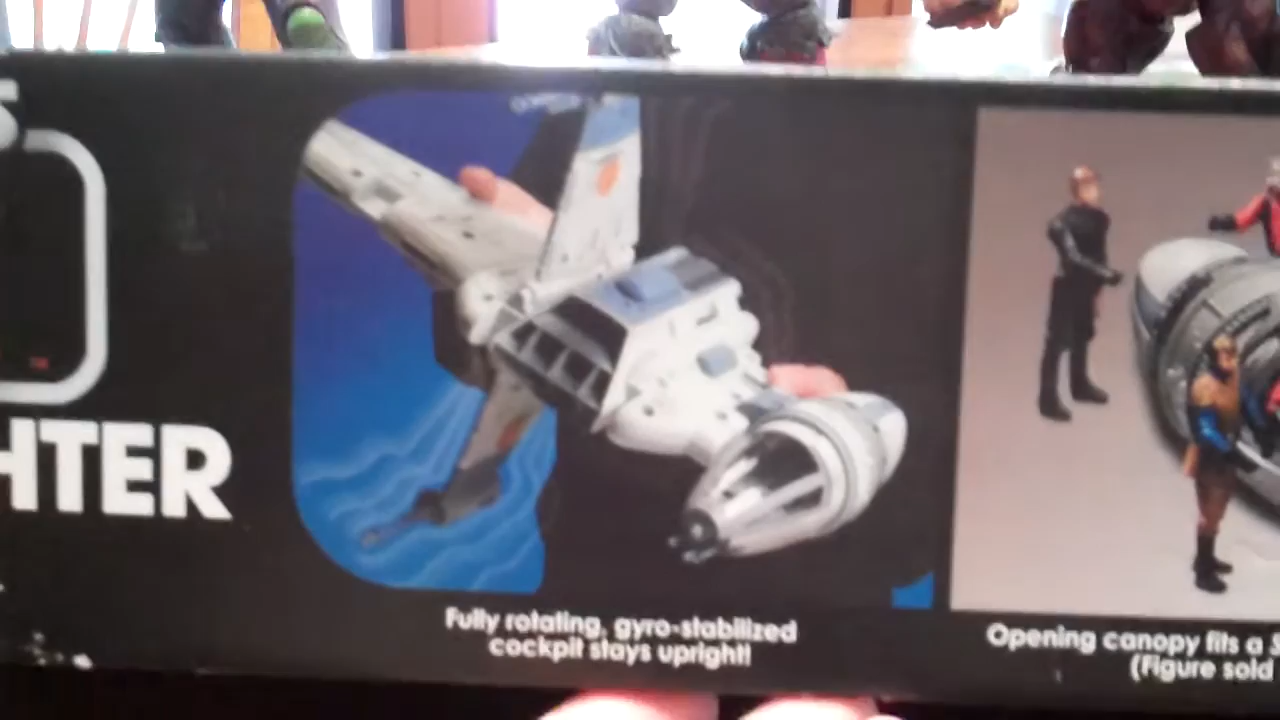 HTER
Fully rotating, gyro-stabilized
cockpit stays upright!
Opening canopy fits a
(Figure sold